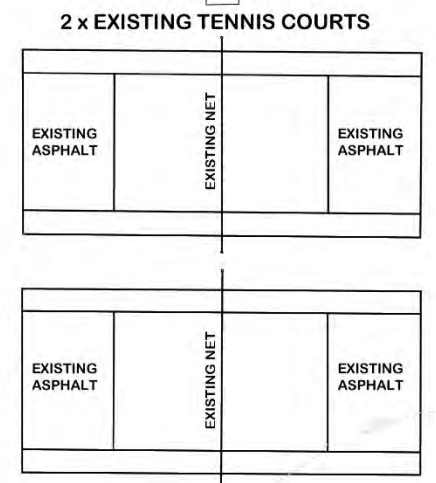 2 x EXISTING TENNIS COURTS
EXISTING
ASPHALT
EXISTING NET
EXISTING
ASPHALT
EXISTING
ASPHALT
EXISTING NET
EXISTING
ASPHALT